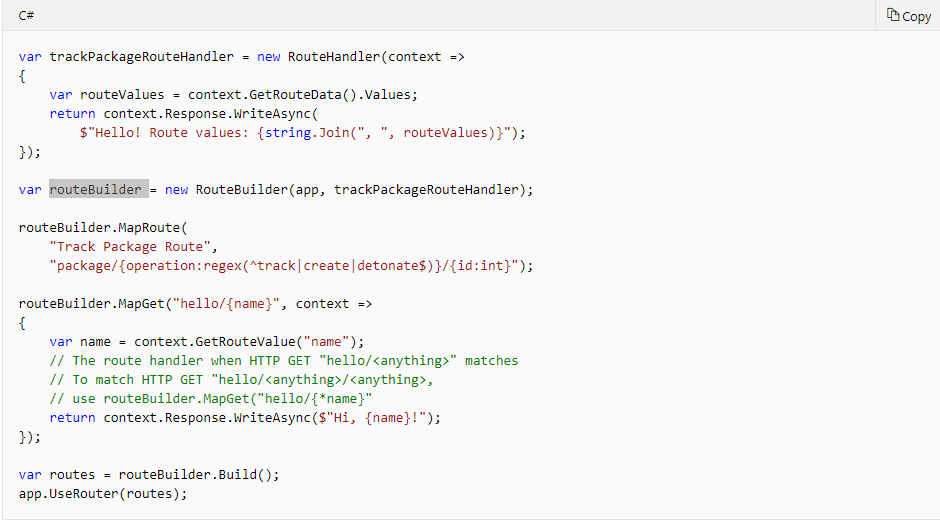 C#
Copy
var trackPackageRouteHandler = new RouteHandler(context =>
{
    var routeValues = context.GetRouteData().Values;
    return context.Response.WriteAsync(
        $"Hello! Route values: {string.Join(", ", routeValues)}");
});
var routeBuilder = new RouteBuilder(app, trackPackageRouteHandler);
routeBuilder.MapRoute(
    "Track Package Route",
    "package/{operation:regex(^track|create|detonate$)}/{id:int}");
routeBuilder.MapGet("hello/{name}", context =>
{
    var name = context.GetRouteValue("name");
    // The route handler when HTTP GET "hello/<anything>" matches
    // To match HTTP GET "hello/<anything>/<anything>,
    // use routeBuilder.MapGet("hello/{*name}"
    return context.Response.WriteAsync($"Hi, {name}!");
});
var routes = routeBuilder.Build();
app.UseRouter(routes);